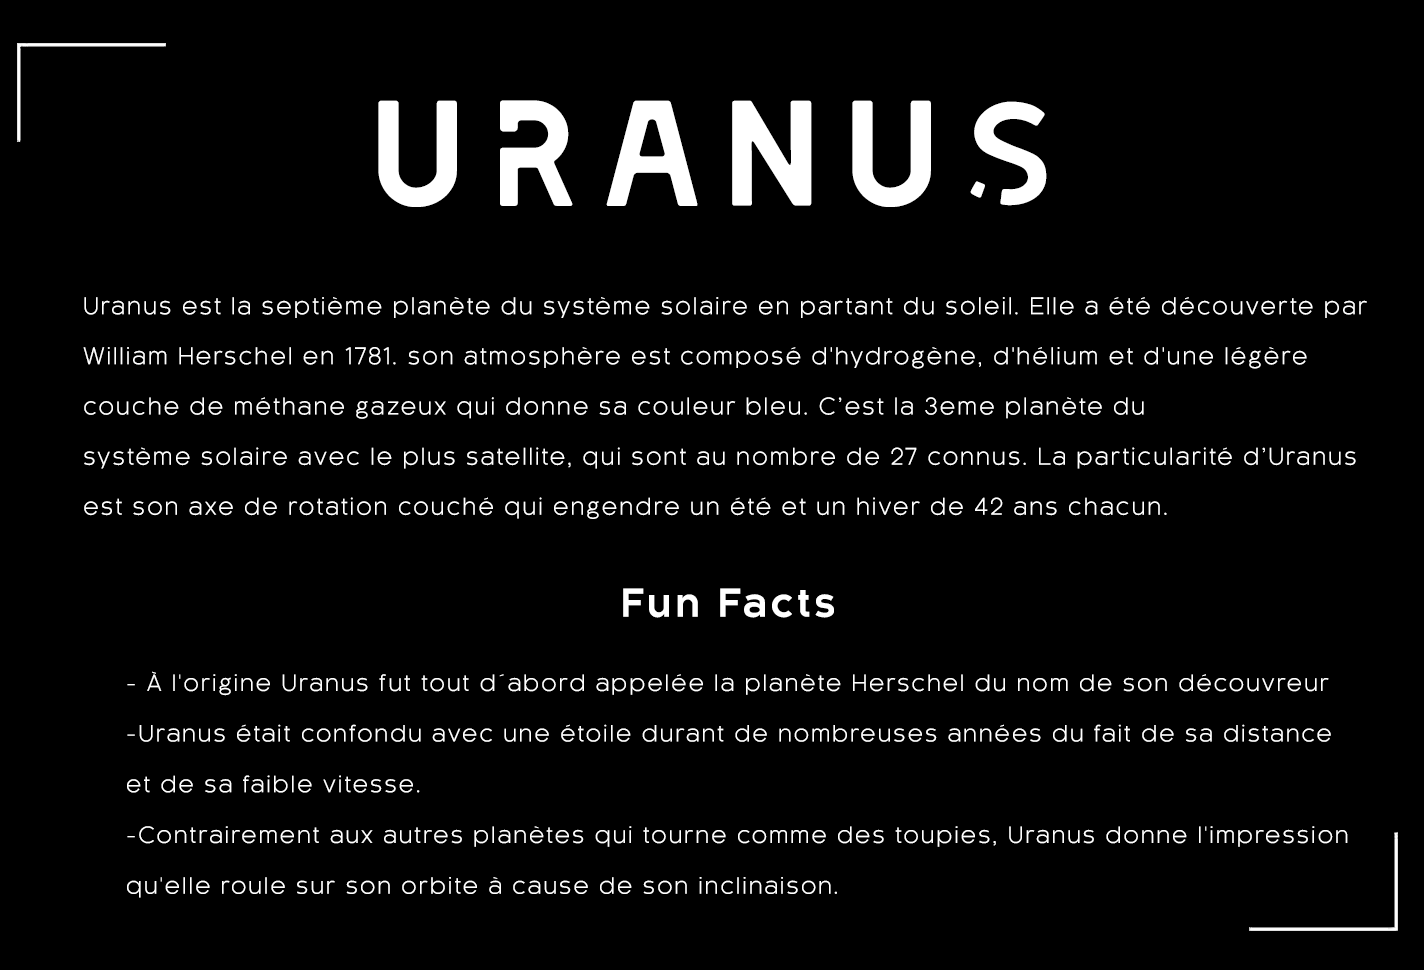 URANUS
Uranus est la septième planète du système solaire en partant du soleil. Elle a été découverte par
William Herschel en 1781. son atmosphère est composé d'hydrogène, d'hélium et d'une légère
couche de méthane gazeux qui donne sa couleur bleu. C’est la 3eme planète du
système solaire avec le plus satellite, qui sont au nombre de 27 connus. La particularité d’Uranus
est son axe de rotation couché qui engendre un été et un hiver de 42 ans chacun.
Fun Facts
- À l'origine Uranus fut tout d´abord appelée la planète Herschel du nom de son découvreur
-Uranus était confondu avec une étoile durant de nombreuses années du fait de sa distance
et de sa faible vitesse.
-Contrairement aux autres planètes qui tourne comme des toupies, Uranus donne l'impression
qu'elle roule sur son orbite à cause de son inclinaison.